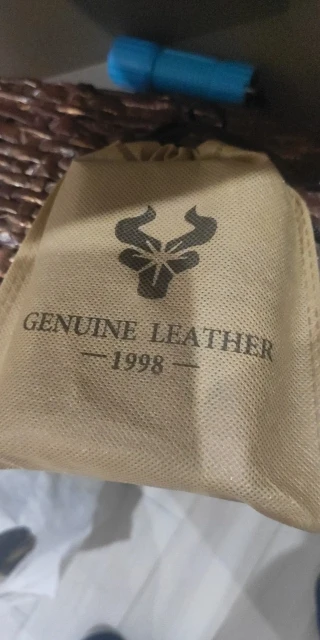 GENUINE LEATHER
— 1998 —